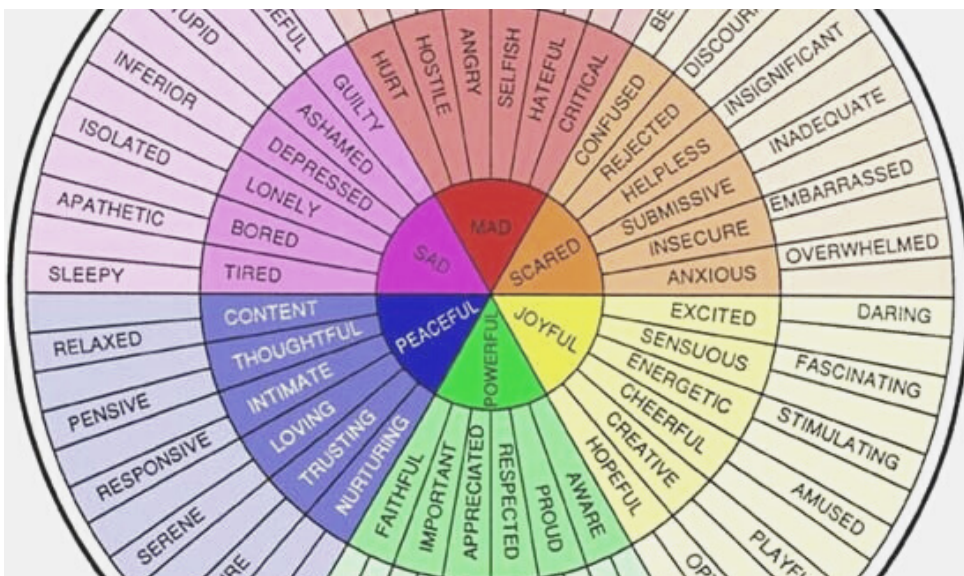 MAD
SCARED
JOYFUL
POWERFUL
PEACEFUL
SAD
HURT
HOSTILE
ANGRY
SELFISH
HATEFUL
CRITICAL
CONFUSED
REJECTED
HELPLESS
SUBMISSIVE
INSECURE
ANXIOUS
EXCITED
SENSUOUS
ENERGETIC
CHEERFUL
CREATIVE
HOPEFUL
AWARE
PROUD
RESPECTED
APPRECIATED
IMPORTANT
FAITHFUL
NURTURING
TRUSTING
LOVING
INTIMATE
THOUGHTFUL
CONTENT
TIRED
BORED
LONELY
DEPRESSED
ASHAMED
GUILTY
INSIGNIFICANT
INADEQUATE
EMBARRASSED
OVERWHELMED
DARING
FASCINATING
STIMULATING
AMUSED
SERENE
RESPONSIVE
PENSIVE
RELAXED
SLEEPY
APATHETIC
ISOLATED
INFERIOR